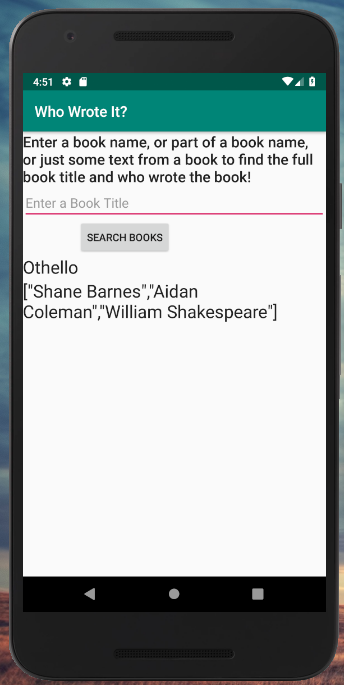 4:51
Who Wrote It?
Enter a book name, or part of a book name,
or just some text from a book to find the full
book title and who wrote the book!
Enter a Book Title
SEARCH BOOKS
Othello
["Shane Barnes","Aidan
Coleman","William Shakespeare"]